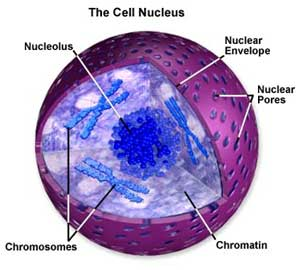 The Cell Nucleus
Nucleolus
Nuclear
Envelope
Nuclear
Pores
Chromosomes
Chromatin